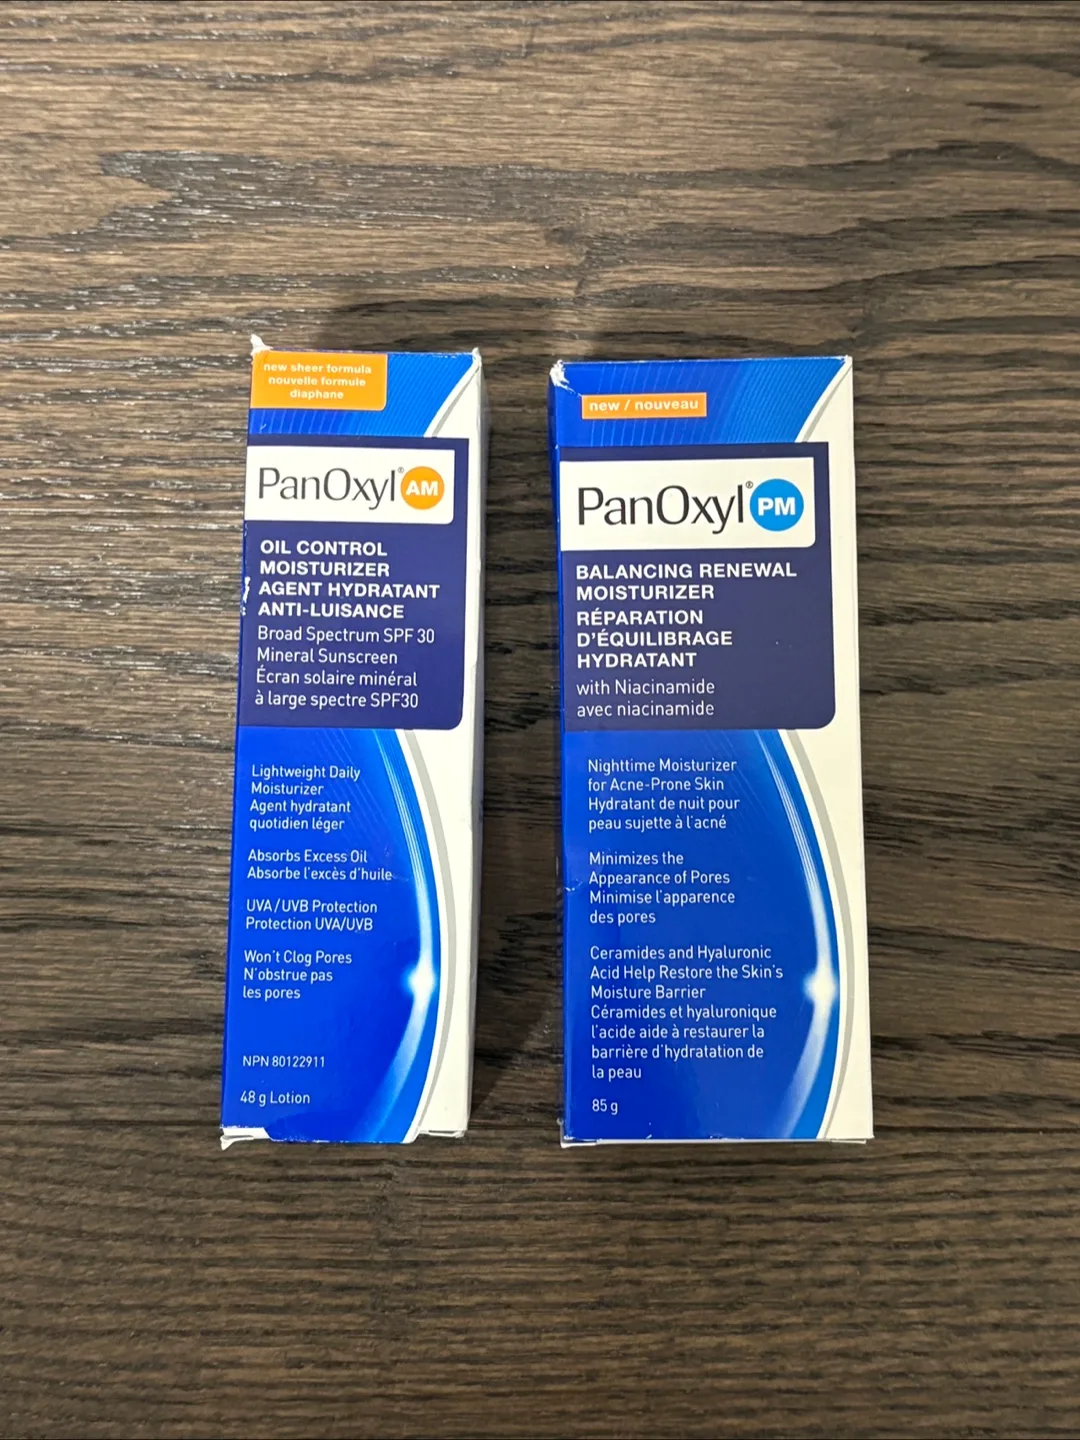 new sheer formula
nouvelle formule
diaphane
PanOxyl® AM
OIL CONTROL
MOISTURIZER
AGENT HYDRATANT
ANTI-LUISANCE
Broad Spectrum SPF 30
Mineral Sunscreen
Écran solaire minéral
à large spectre SPF30
Lightweight Daily
Moisturizer
Agent hydratant
quotidien léger
Absorbs Excess Oil
Absorbe l'excès d'huile
UVA/UVB Protection
Protection UVA/UVB
Won't Clog Pores
N'obstrue pas
les pores
NPN 80122911
48 g Lotion
new / nouveau
PanOxyl® PM
BALANCING RENEWAL
MOISTURIZER
RÉPARATION
D'ÉQUILIBRAGE
HYDRATANT
with Niacinamide
avec niacinamide
Nighttime Moisturizer
for Acne-Prone Skin
Hydratant de nuit pour
peau sujette à l'acné
Minimizes the
Appearance of Pores
Minimise l'apparence
des pores
Ceramides and Hyaluronic
Acid Help Restore the Skin's
Moisture Barrier
Céramides et hyaluronique
l'acide aide à restaurer la
barrière d'hydratation de
la peau
85 g